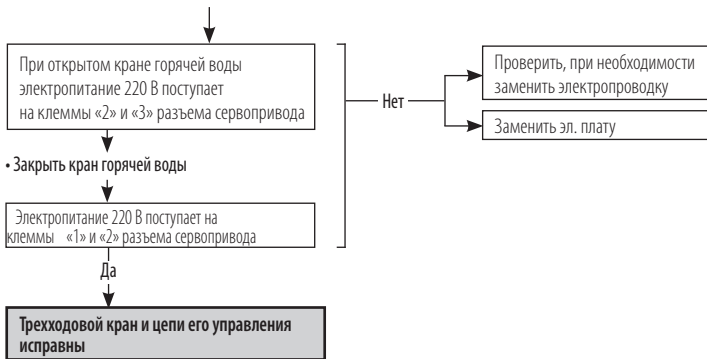 При открытом кране горячей воды
электропитание 220 В поступает
на клеммы «2» и «3» разъема сервопривода
Нет
Проверить, при необходимости
заменить электропроводку
Заменить эл. плату
• Закрыть кран горячей воды
Электропитание 220 В поступает на
клеммы «1» и «2» разъема сервопривода
Да
Трехходовой кран и цепи его управления
исправны